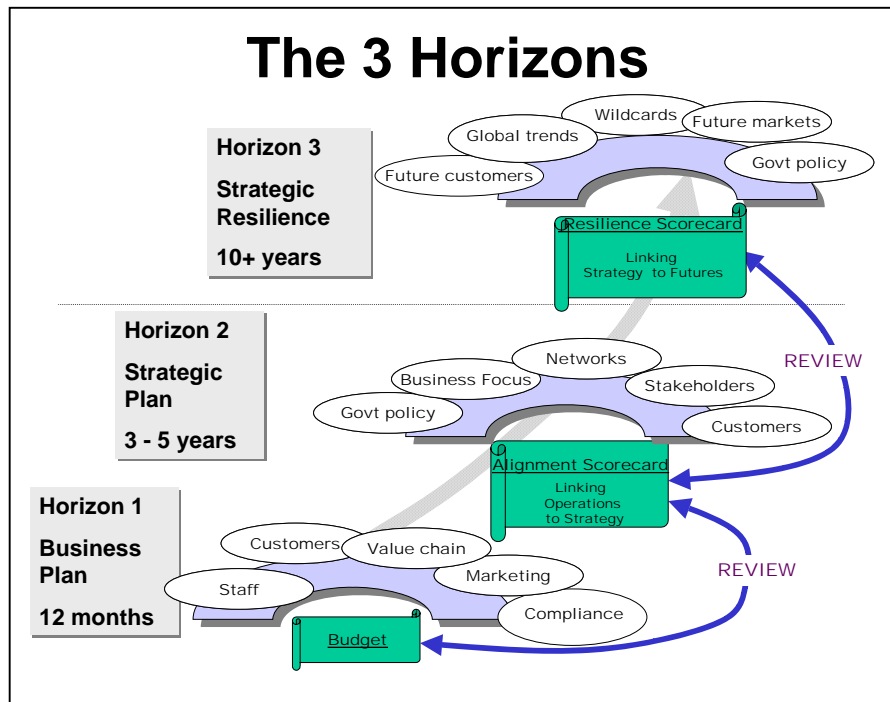 The 3 Horizons
Horizon 3
Strategic
Resilience
10+ years
Future customers
Global trends
Wildcards
Future markets
Govt policy
Resilience Scorecard
Linking
Strategy to Futures
REVIEW
Horizon 2
Strategic
Plan
3 - 5 years
Govt policy
Business Focus
Networks
Stakeholders
Customers
Alignment Scorecard
Linking
Operations
to Strategy
REVIEW
Horizon 1
Business
Plan
12 months
Staff
Customers
Value chain
Marketing
Compliance
Budget